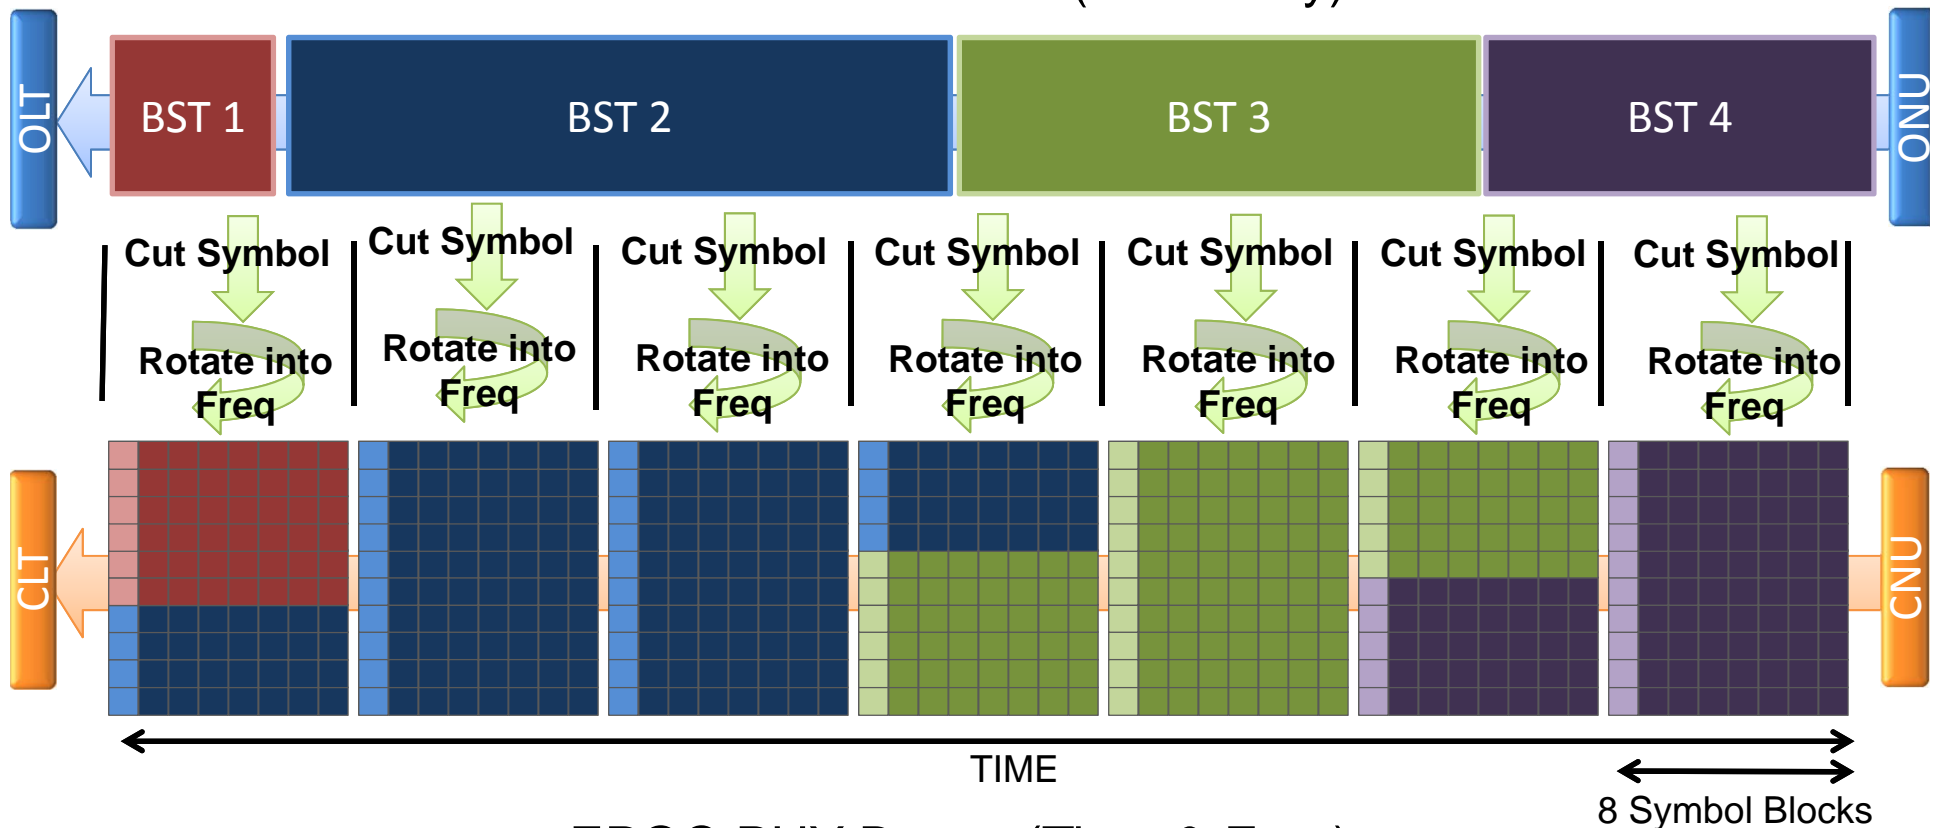 OLT
BST 1
BST 2
BST 3
BST 4
ONU
Cut Symbol
Cut Symbol
Cut Symbol
Cut Symbol
Cut Symbol
Cut Symbol
Cut Symbol
Rotate into
Freq
Rotate into
Freq
Rotate into
Freq
Rotate into
Freq
Rotate into
Freq
Rotate into
Freq
Rotate into
Freq
CLT
CNU
TIME
8 Symbol Blocks